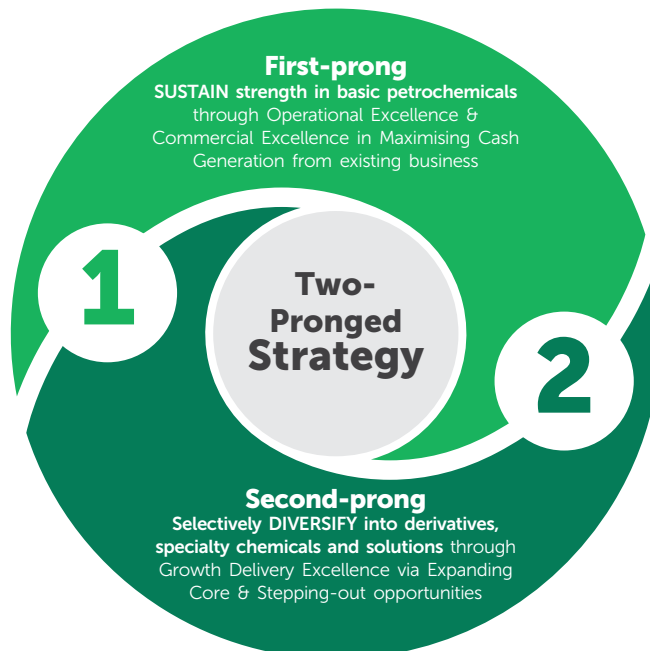 First-prong
SUSTAIN strength in basic petrochemicals
through Operational Excellence &
Commercial Excellence in Maximising Cash
Generation from existing business
1
Two-
Pronged
Strategy
2
Second-prong
Selectively DIVERSIFY into derivatives,
specialty chemicals and solutions through
Growth Delivery Excellence via Expanding
Core & Stepping-out opportunities